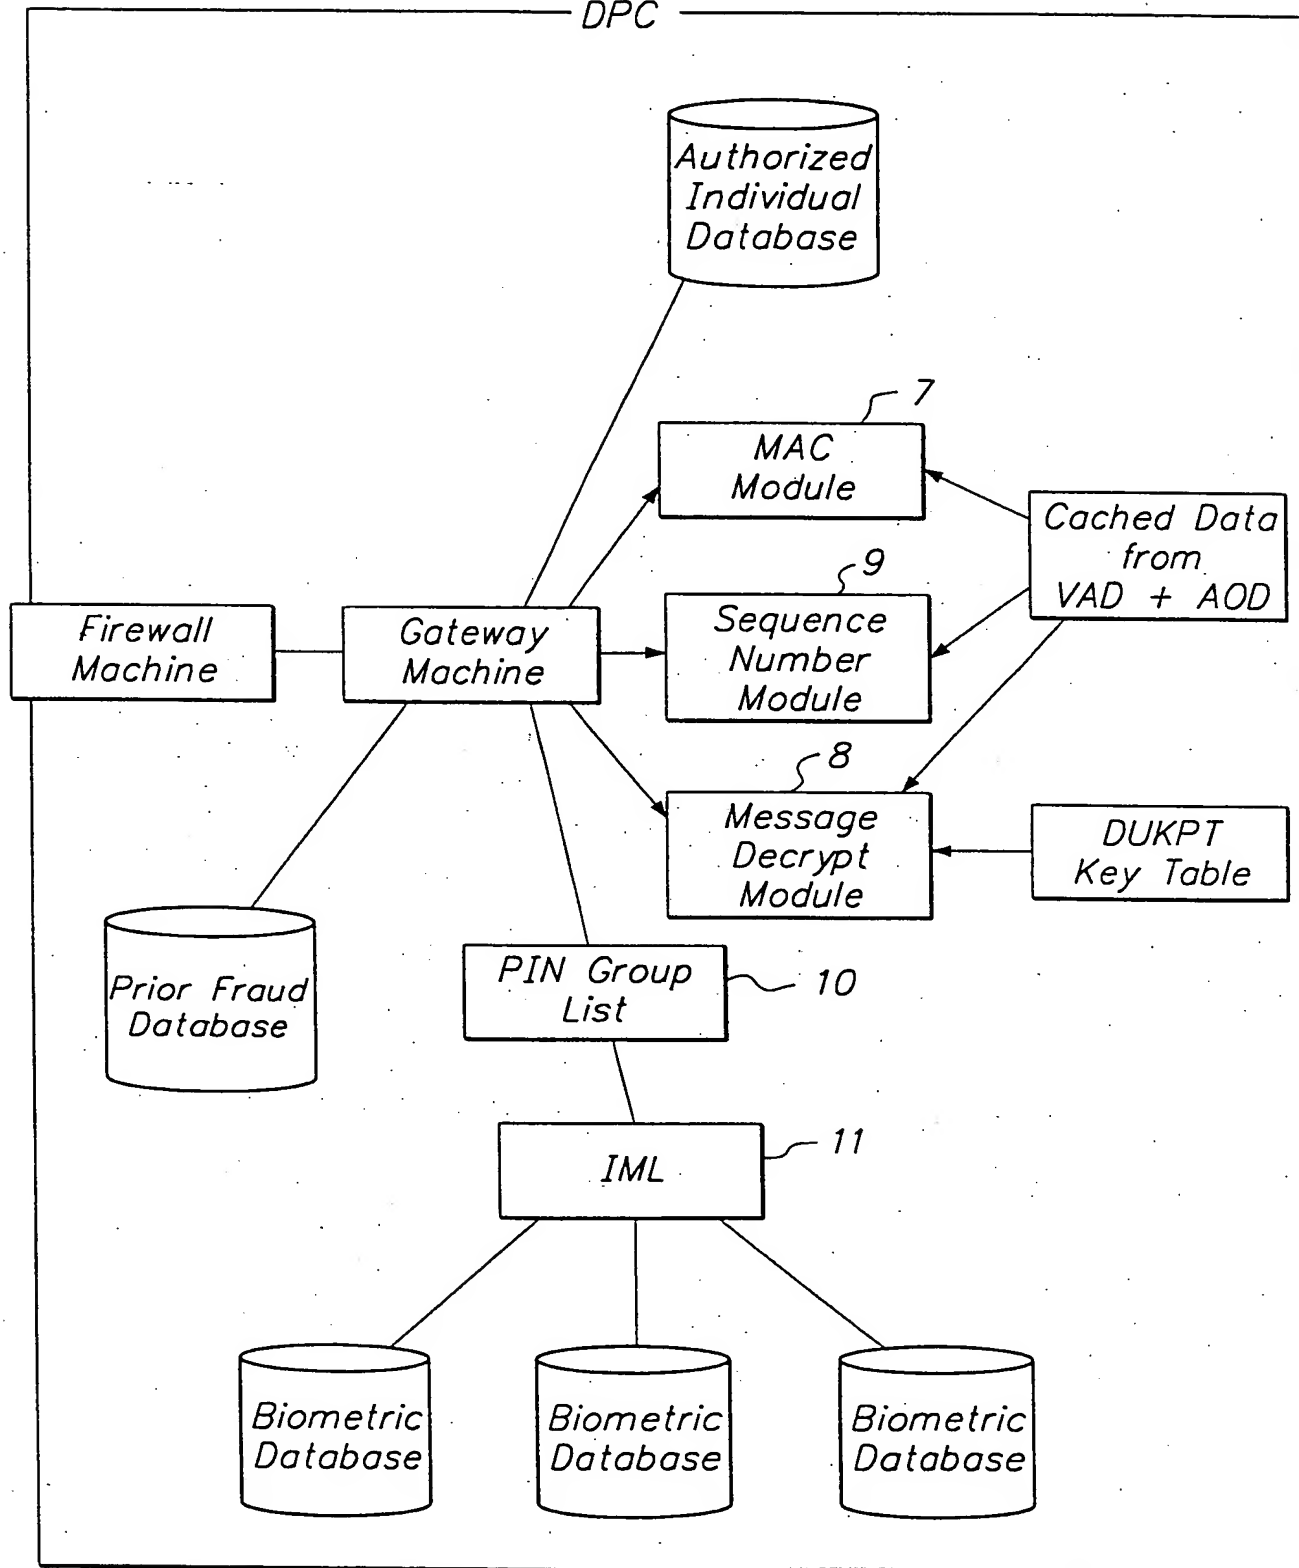 DPC
Authorized
Individual
Database
7
MAC
Module
Cached Data
from
VAD + AOD
9
Sequence
Number
Module
Firewall
Machine
Gateway
Machine
8
Message
Decrypt
Module
DUKPT
Key Table
Prior Fraud
Database
PIN Group
List
10
IML
11
Biometric
Database
Biometric
Database
Biometric
Database